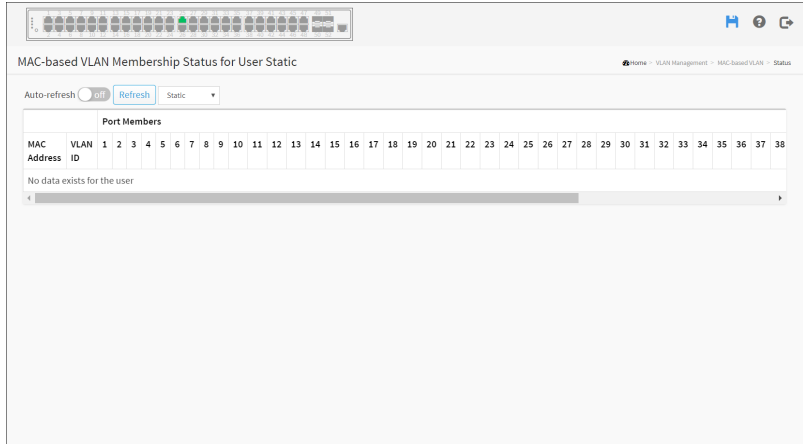 MAC-based VLAN Membership Status for User Static
Home > VLAN Management > MAC-based VLAN > Status
Auto-refresh off Refresh Static
Port Members
MAC Address VLAN ID 1 2 3 4 5 6 7 8 9 10 11 12 13 14 15 16 17 18 19 20 21 22 23 24 25 26 27 28 29 30 31 32 33 34 35 36 37 38
No data exists for the user